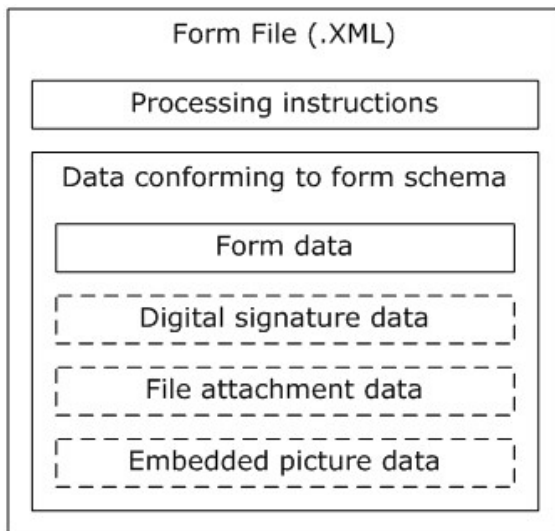 Form File (.XML)
Processing instructions
Data conforming to form schema
Form data
Digital signature data
File attachment data
Embedded picture data